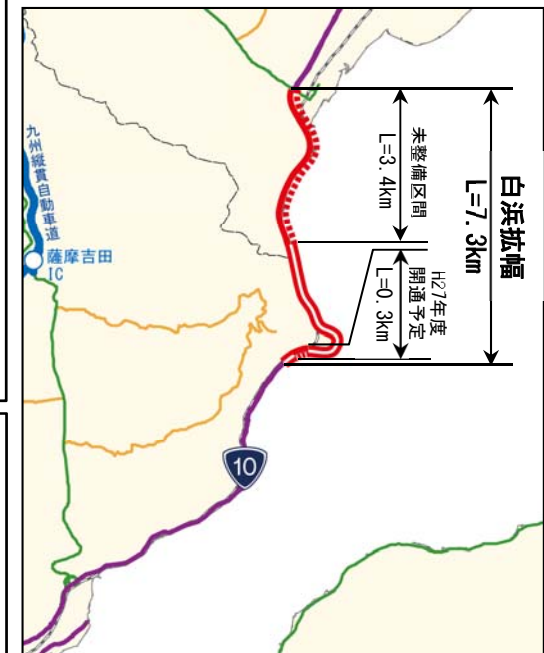 白浜拡幅
L=7.3km
未整備区間
L=3.4km
H27年度
開通予定
L=0.3km
九州縦貫自動車道
薩摩吉田
IC
10